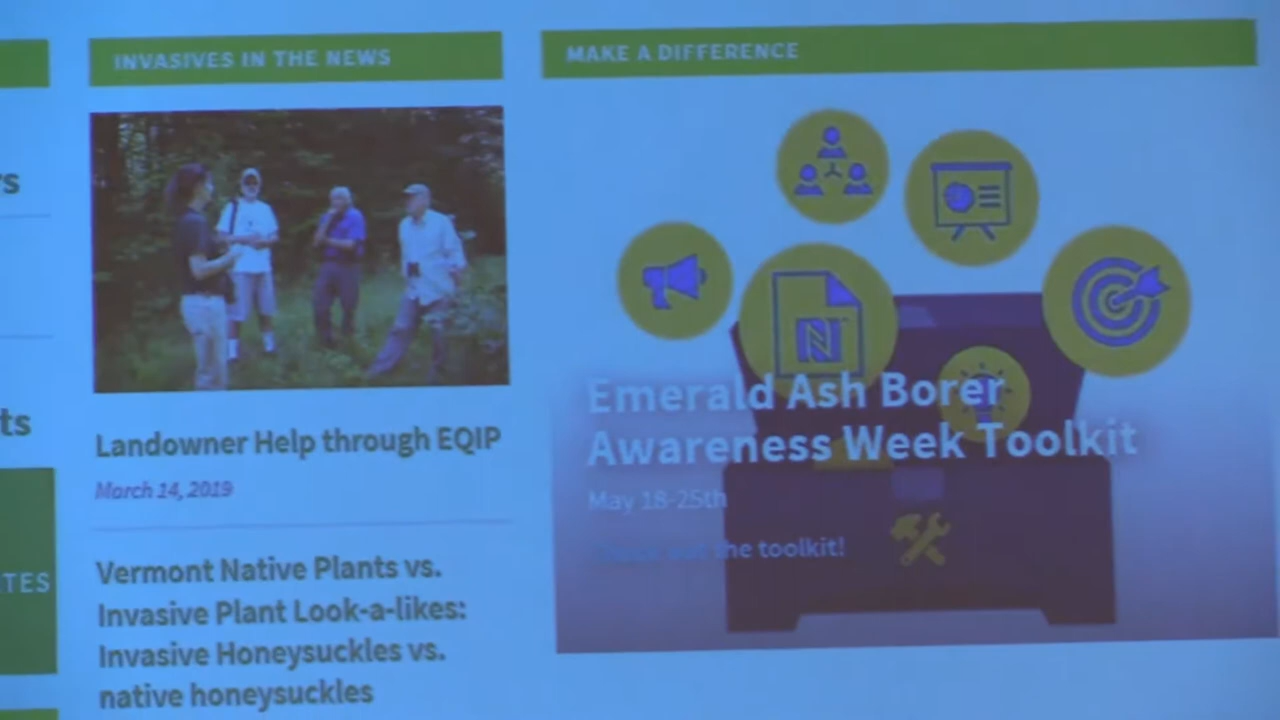 INVASIVES IN THE NEWS
MAKE A DIFFERENCE
rs
ts
ATES
Landowner Help through EQIP
March 14, 2019
Vermont Native Plants vs.
Invasive Plant Look-a-likes:
Invasive Honeysuckles vs.
native honeysuckles
Emerald Ash Borer
Awareness Week Toolkit
May 18-25th
the toolkit!